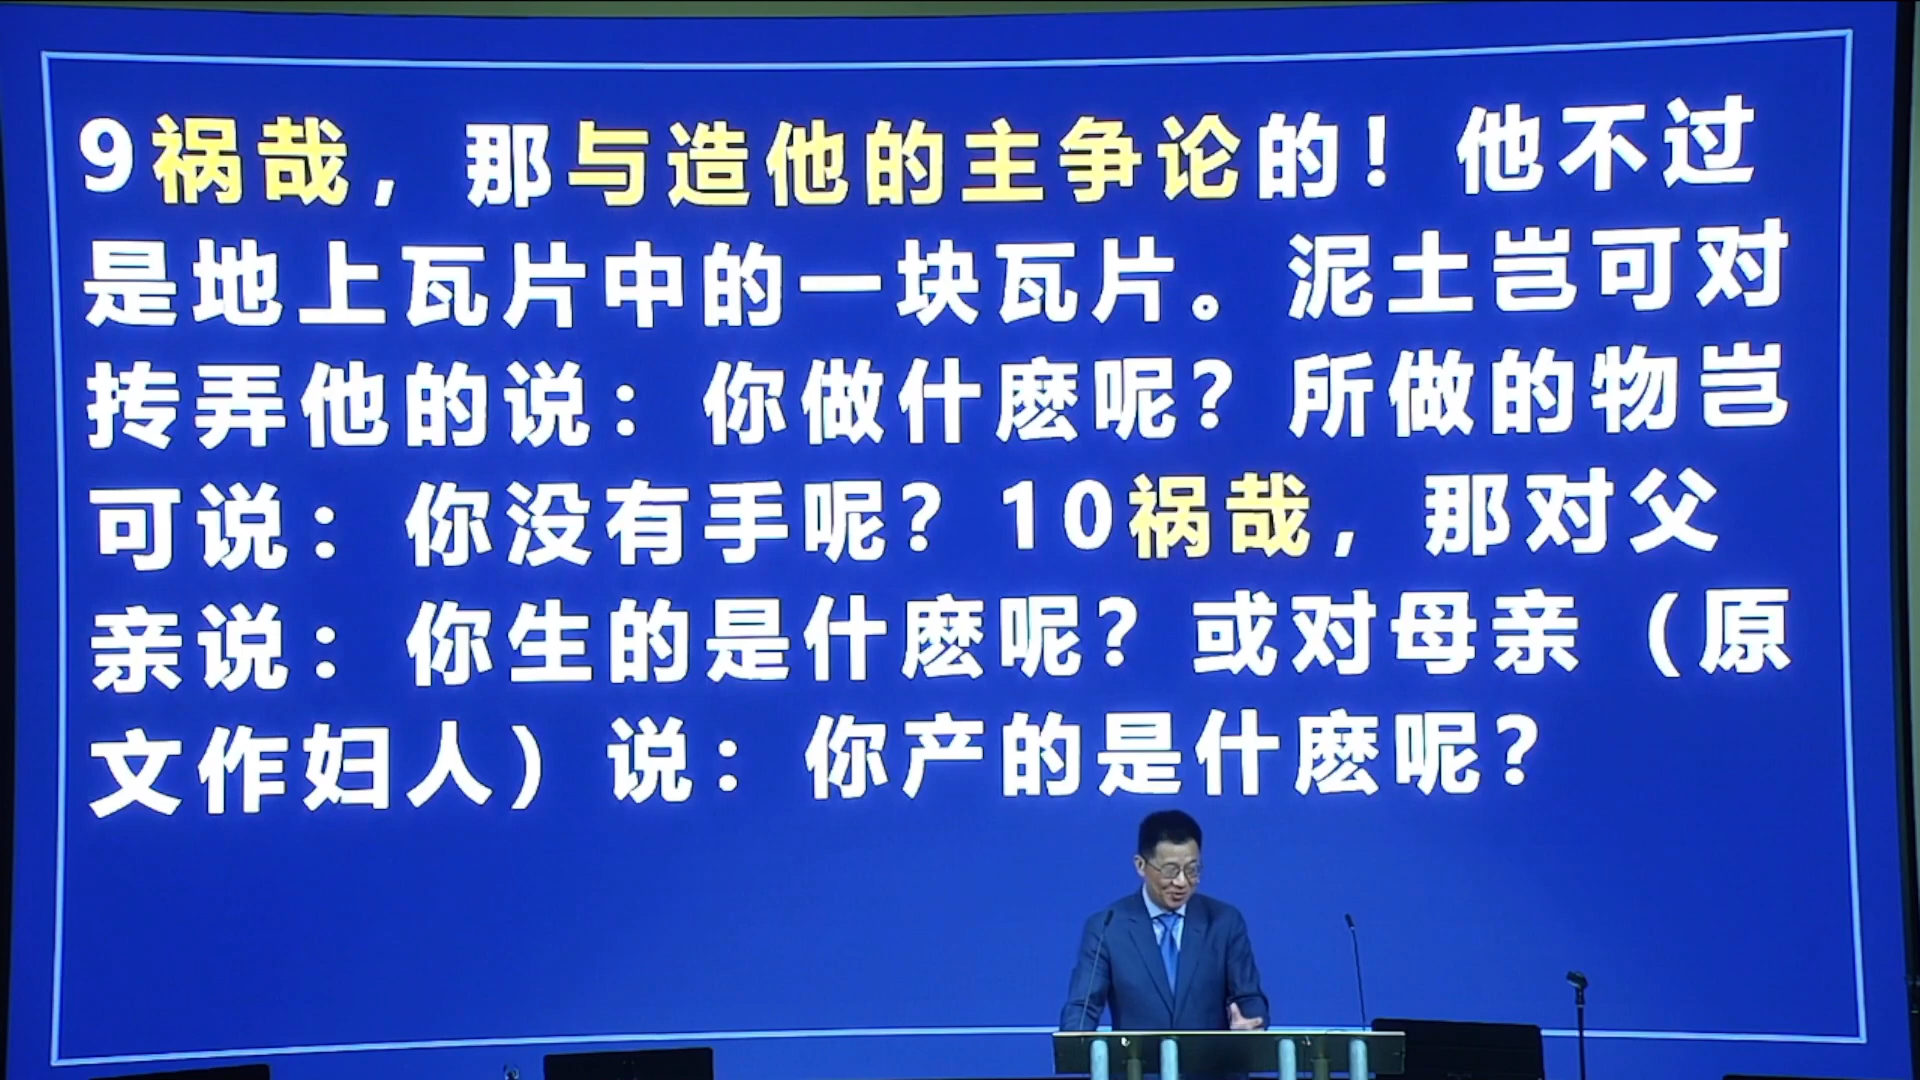 9祸哉，那与造他的主争论的！他不过
是地上瓦片中的一块瓦片。泥土岂可对
抟弄他的说：你做什麽呢？所做的物岂
可说：你没有手呢？10祸哉，那对父
亲说：你生的是什麽呢？或对母亲（原
文作妇人）说：你产的是什麽呢？